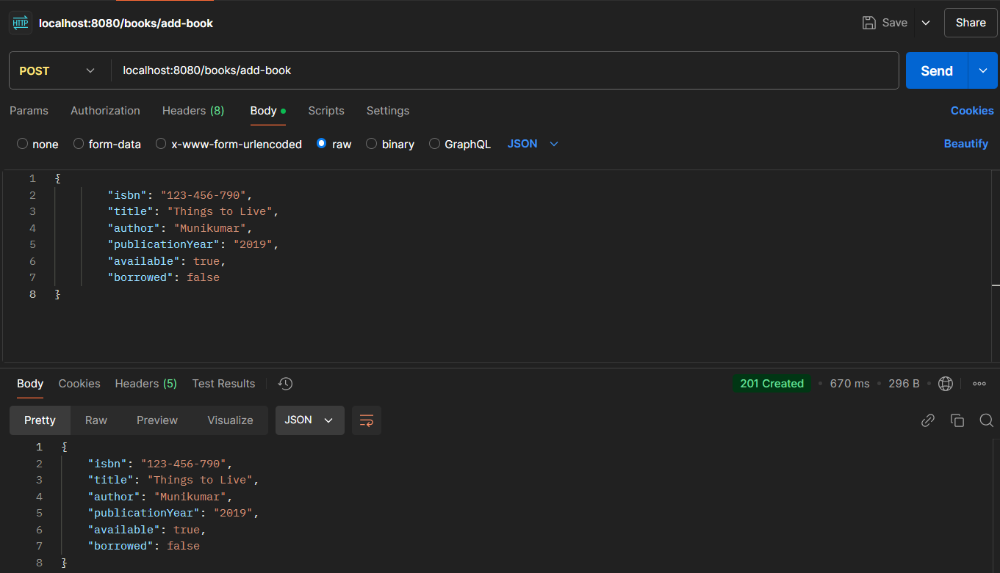 HTTP localhost:8080/books/add-book Save Share
POST localhost:8080/books/add-book Send
Params Authorization Headers (8) Body Scripts Settings Cookies
none form-data x-www-form-urlencoded raw binary GraphQL JSON Beautify
1 {
2 "isbn": "123-456-790",
3 "title": "Things to Live",
4 "author": "Munikumar",
5 "publicationYear": "2019",
6 "available": true,
7 "borrowed": false
8 }
Body Cookies Headers (5) Test Results 201 Created • 670 ms • 296 B •
Pretty Raw Preview Visualize JSON
1 {
2 "isbn": "123-456-790",
3 "title": "Things to Live",
4 "author": "Munikumar",
5 "publicationYear": "2019",
6 "available": true,
7 "borrowed": false
8 }